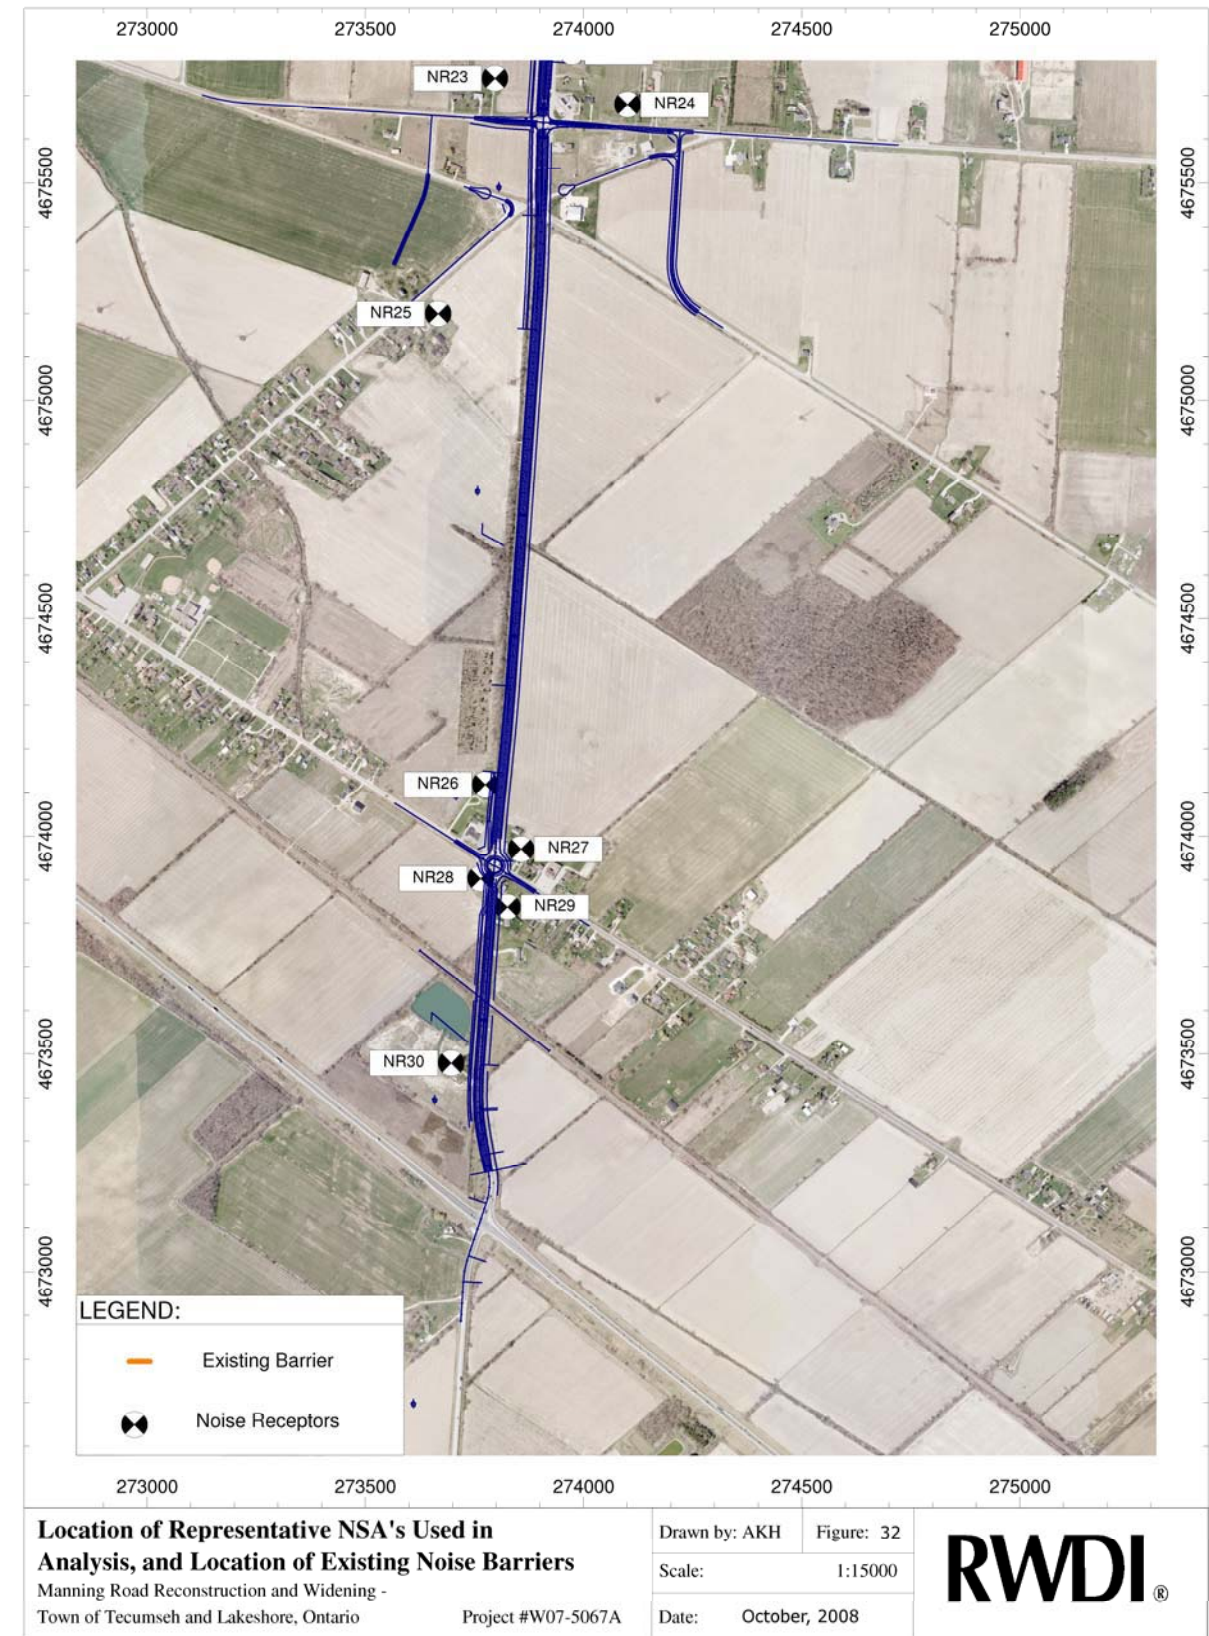 273000 273500 274000 274500 275000
NR23
NR24
4675500 4675500
NR25
4675000 4675000
4674500 4674500
NR26
4674000 4674000
NR27
NR28
NR29
4673500 4673500
NR30
4673000 4673000
LEGEND:
Existing Barrier
Noise Receptors
273000 273500 274000 274500 275000
Location of Representative NSA's Used in
Analysis, and Location of Existing Noise Barriers
Manning Road Reconstruction and Widening -
Town of Tecumseh and Lakeshore, Ontario Project #W07-5067A
Drawn by: AKH Figure: 32
Scale: 1:15000
Date: October, 2008
RWDI®